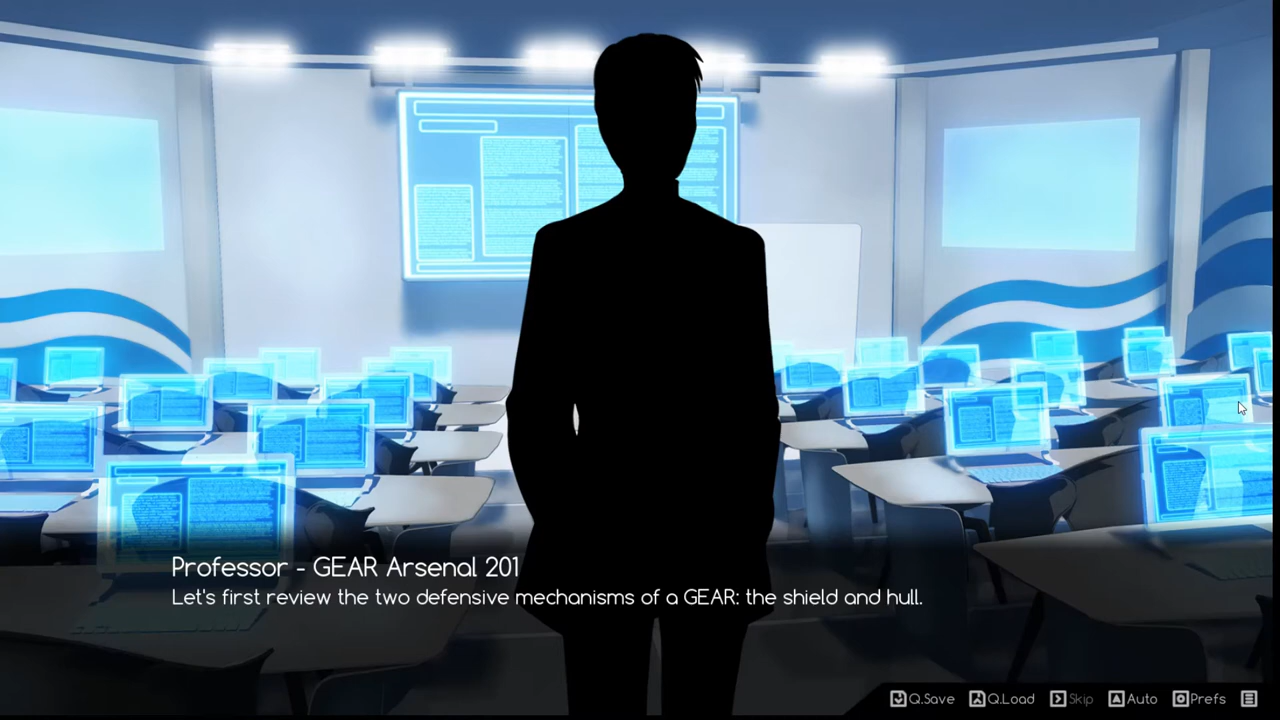 Professor - GEAR Arsenal 201
Let's first review the two defensive mechanisms of a GEAR: the shield and hull.
Q.Save Q.Load Skip Auto Prefs